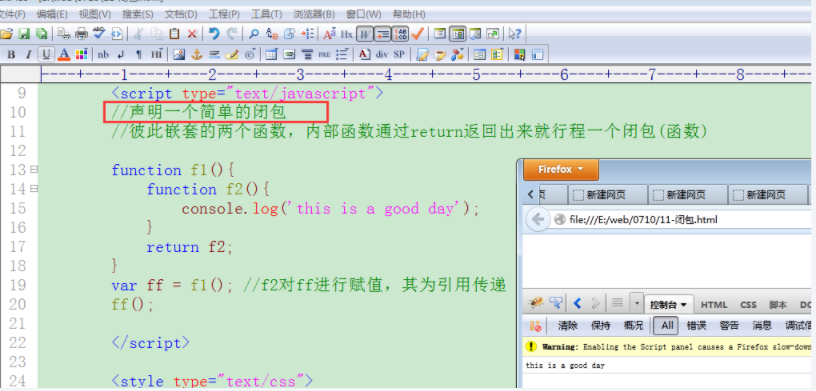 文件(F) 编辑(E) 视图(V) 搜索(S) 文档(D) 工程(P) 工具(T) 浏览器(B) 窗口(W) 帮助(H)
B I U A nb ¶ Hi A div SP
----+----1----+----2----+----3----+----4----+----5----+----6----+----7----+----8----+---
9 <script type="text/javascript">
10 //声明一个简单的闭包
11 //彼此嵌套的两个函数，内部函数通过return返回出来就行程一个闭包(函数)
12
13 function f1(){
14 function f2(){
15 console.log('this is a good day');
16 }
17 return f2;
18 }
19 var ff = f1(); //f2对ff进行赋值，其为引用传递
20 ff();
21
22 </script>
23
24 <style type="text/css">
Firefox
页 新建网页 新建网页 新建网页
file:///E:/web/0710/11-闭包.html
控制台 HTML CSS 脚本 DO
清除 保持 概况 All 错误 警告 消息 调试信
Warning: Enabling the Script panel causes a Firefox slow-down
this is a good day